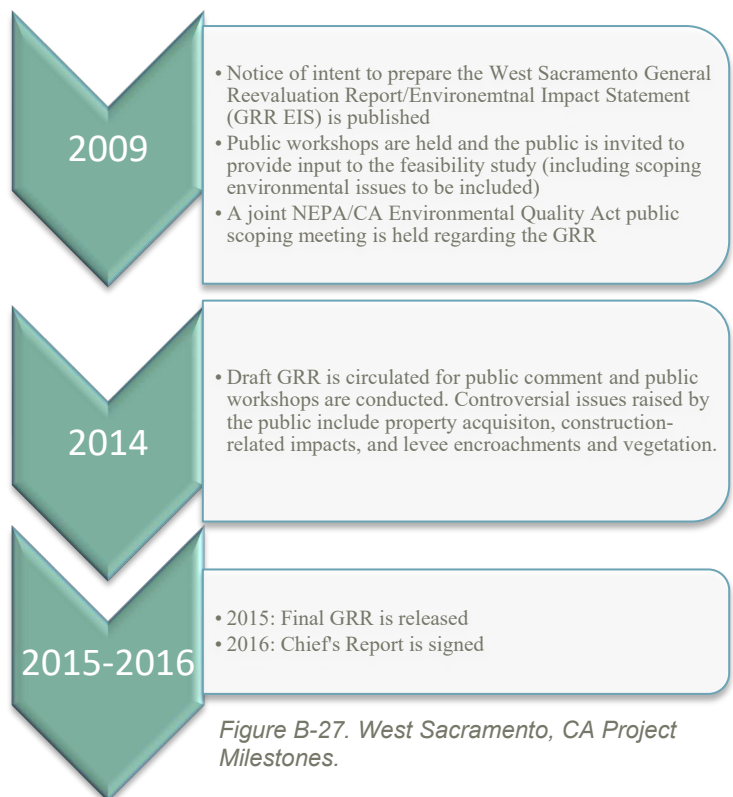 2009
• Notice of intent to prepare the West Sacramento General
Reevaluation Report/Environemtnal Impact Statement
(GRR EIS) is published
• Public workshops are held and the public is invited to
provide input to the feasibility study (including scoping
environmental issues to be included)
• A joint NEPA/CA Environmental Quality Act public
scoping meeting is held regarding the GRR
2014
• Draft GRR is circulated for public comment and public
workshops are conducted. Controversial issues raised by
the public include property acquisiton, construction-
related impacts, and levee encroachments and vegetation.
2015-2016
• 2015: Final GRR is released
• 2016: Chief's Report is signed
Figure B-27. West Sacramento, CA Project
Milestones.